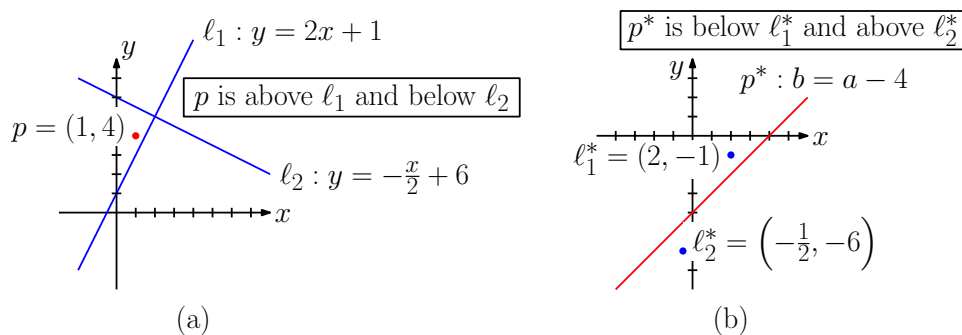 y
ℓ₁ : y = 2x + 1
p is above ℓ₁ and below ℓ₂
p = (1, 4)
ℓ₂ : y = −x/2 + 6
x
(a)
p* is below ℓ₁* and above ℓ₂*
y
p* : b = a − 4
x
ℓ₁* = (2, −1)
ℓ₂* = (−1/2, −6)
(b)